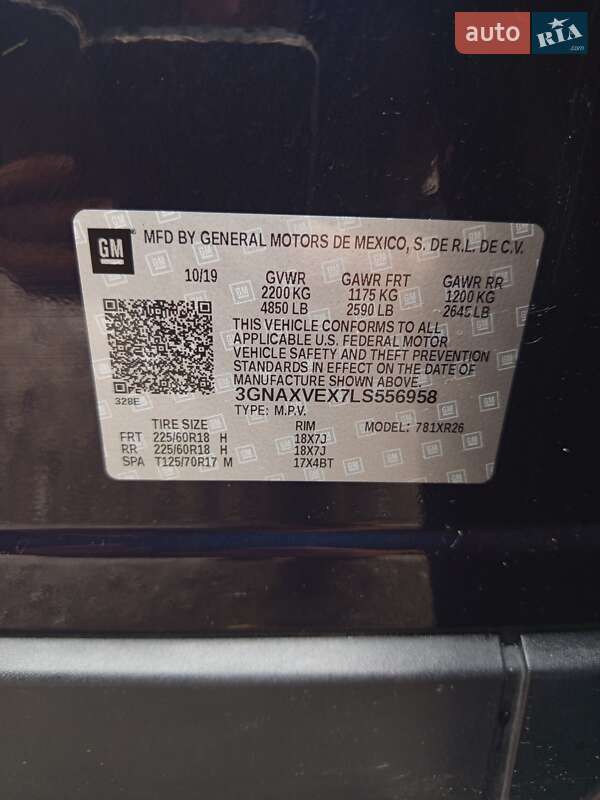 auto RIA .com
GM MFD BY GENERAL MOTORS DE MEXICO, S. DE R.L. DE C.V.
10/19 GVWR GAWR FRT GAWR RR
2200 KG 1175 KG 1200 KG
4850 LB 2590 LB 2645 LB
THIS VEHICLE CONFORMS TO ALL
APPLICABLE U.S. FEDERAL MOTOR
VEHICLE SAFETY AND THEFT PREVENTION
STANDARDS IN EFFECT ON THE DATE OF
MANUFACTURE SHOWN ABOVE.
328E 3GNAXVEX7LS556958
TYPE: M.P.V. MODEL: 781XR26
TIRE SIZE RIM
FRT 225/60R18 H 18X7J
RR 225/60R18 H 18X7J
SPA T125/70R17 M 17X4BT